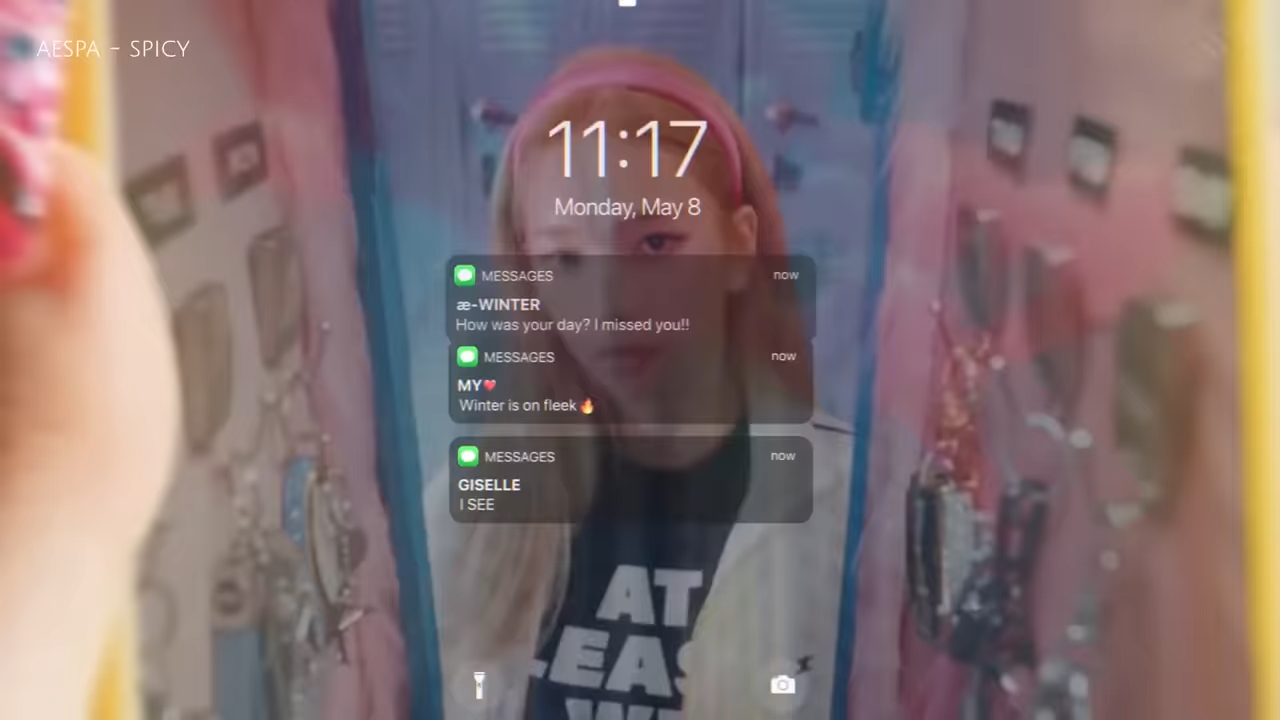 AESPA - SPICY
11:17
Monday, May 8
MESSAGES now
æ-WINTER
How was your day? I missed you!!
MESSAGES now
MY❤️
Winter is on fleek🔥
MESSAGES now
GISELLE
I SEE
AT